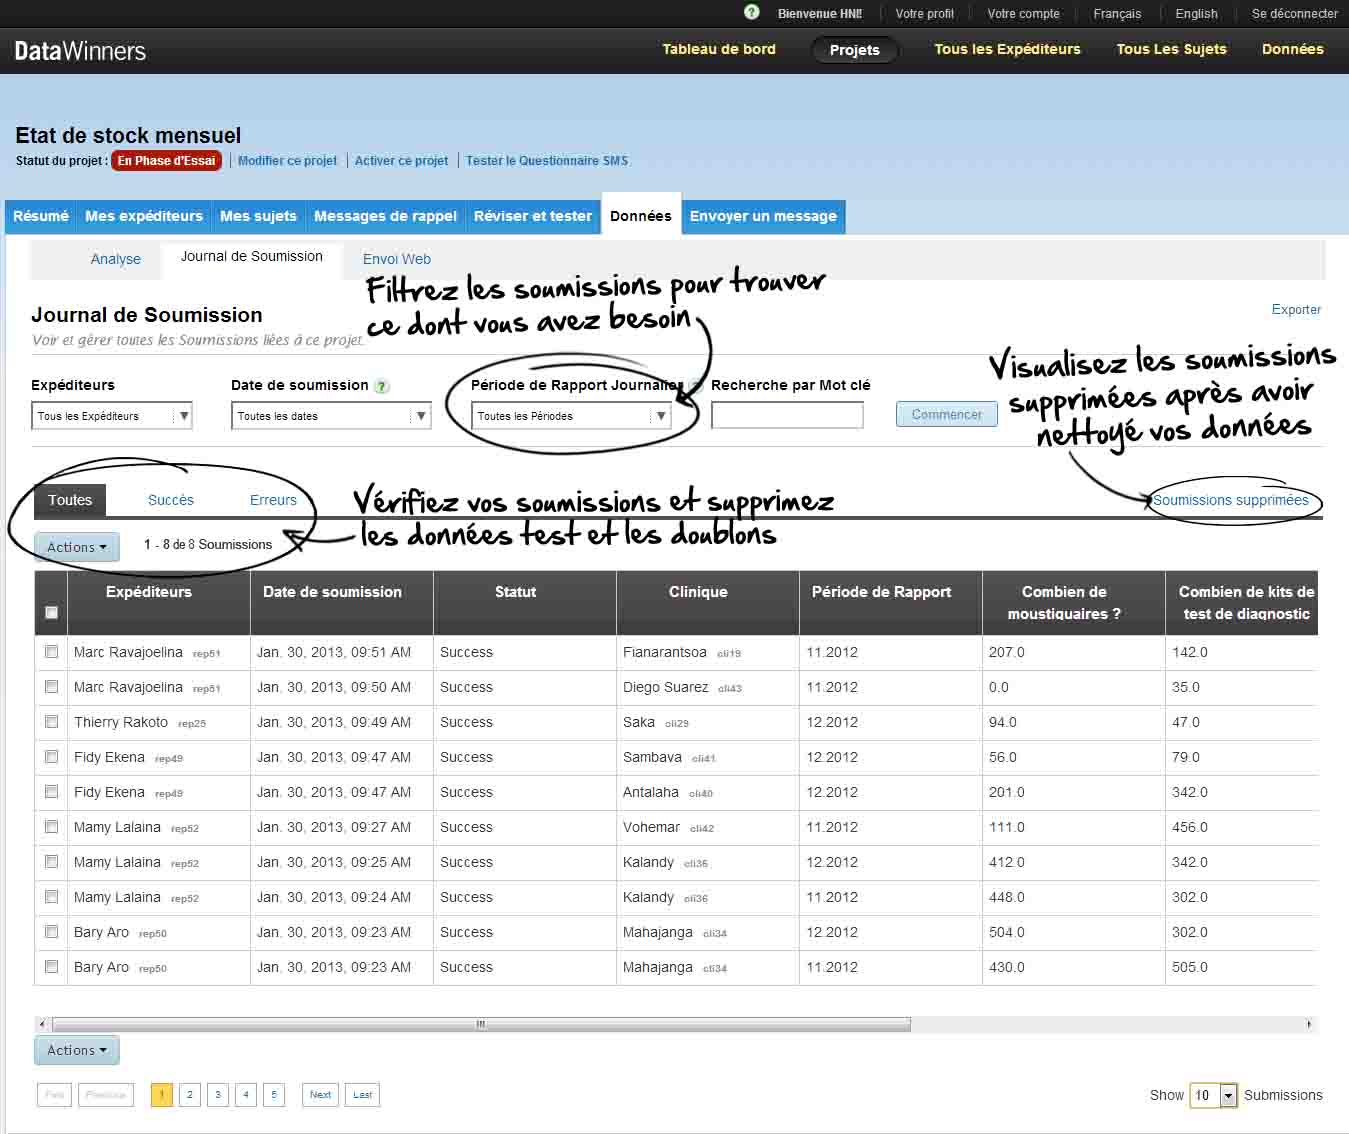 Bienvenue HNI! Votre profil Votre compte Français English Se déconnecter
DataWinners Tableau de bord Projets Tous les Expéditeurs Tous Les Sujets Données
Etat de stock mensuel
Statut du projet : En Phase d'Essai Modifier ce projet Activer ce projet Tester le Questionnaire SMS
Résumé Mes expéditeurs Mes sujets Messages de rappel Réviser et tester Données Envoyer un message
Analyse Journal de Soumission Envoi Web
Filtrez les soumissions pour trouver
ce dont vous avez besoin
Journal de Soumission Exporter
Voir et gérer toutes les Soumissions liées à ce projet.
Visualisez les soumissions
supprimées après avoir
nettoyé vos données
Expéditeurs Date de soumission ? Période de Rapport Journalier Recherche par Mot clé
Tous les Expéditeurs Toutes les dates Toutes les Périodes Commencer
Toutes Succès Erreurs Soumissions supprimées
Vérifiez vos soumissions et supprimez
les données test et les doublons
Actions 1 - 8 de 8 Soumissions
Expéditeurs Date de soumission Statut Clinique Période de Rapport Combien de moustiquaires ? Combien de kits de test de diagnostic
Marc Ravajoelina rep51 Jan. 30, 2013, 09:51 AM Success Fianarantsoa cli19 11.2012 207.0 142.0
Marc Ravajoelina rep51 Jan. 30, 2013, 09:50 AM Success Diego Suarez cli43 11.2012 0.0 35.0
Thierry Rakoto rep25 Jan. 30, 2013, 09:49 AM Success Saka cli29 12.2012 94.0 47.0
Fidy Ekena rep49 Jan. 30, 2013, 09:47 AM Success Sambava cli41 12.2012 56.0 79.0
Fidy Ekena rep49 Jan. 30, 2013, 09:47 AM Success Antalaha cli40 12.2012 201.0 342.0
Mamy Lalaina rep52 Jan. 30, 2013, 09:27 AM Success Vohemar cli42 11.2012 111.0 456.0
Mamy Lalaina rep52 Jan. 30, 2013, 09:25 AM Success Kalandy cli36 12.2012 412.0 342.0
Mamy Lalaina rep52 Jan. 30, 2013, 09:24 AM Success Kalandy cli36 11.2012 448.0 302.0
Bary Aro rep50 Jan. 30, 2013, 09:23 AM Success Mahajanga cli34 12.2012 504.0 302.0
Bary Aro rep50 Jan. 30, 2013, 09:23 AM Success Mahajanga cli34 11.2012 430.0 505.0
Actions
First Previous 1 2 3 4 5 Next Last Show 10 Submissions